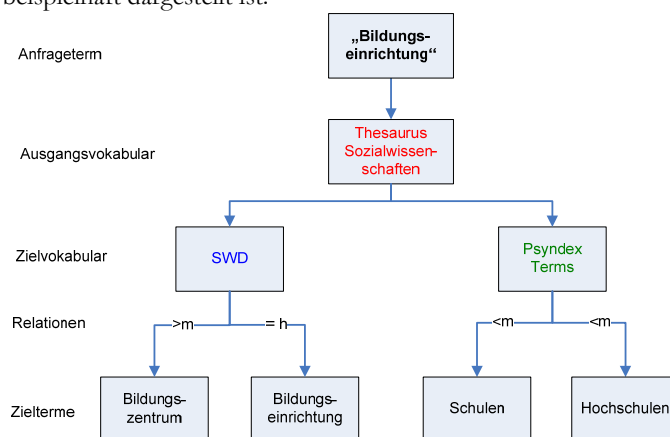 beispielhaft dargestellt ist.
Anfrageterm
„Bildungs-
einrichtung“
Ausgangsvokabular
Thesaurus
Sozialwissen-
schaften
Zielvokabular
SWD
Psyndex
Terms
Relationen
>m
= h
<m
<m
Zielterme
Bildungs-
zentrum
Bildungs-
einrichtung
Schulen
Hochschulen